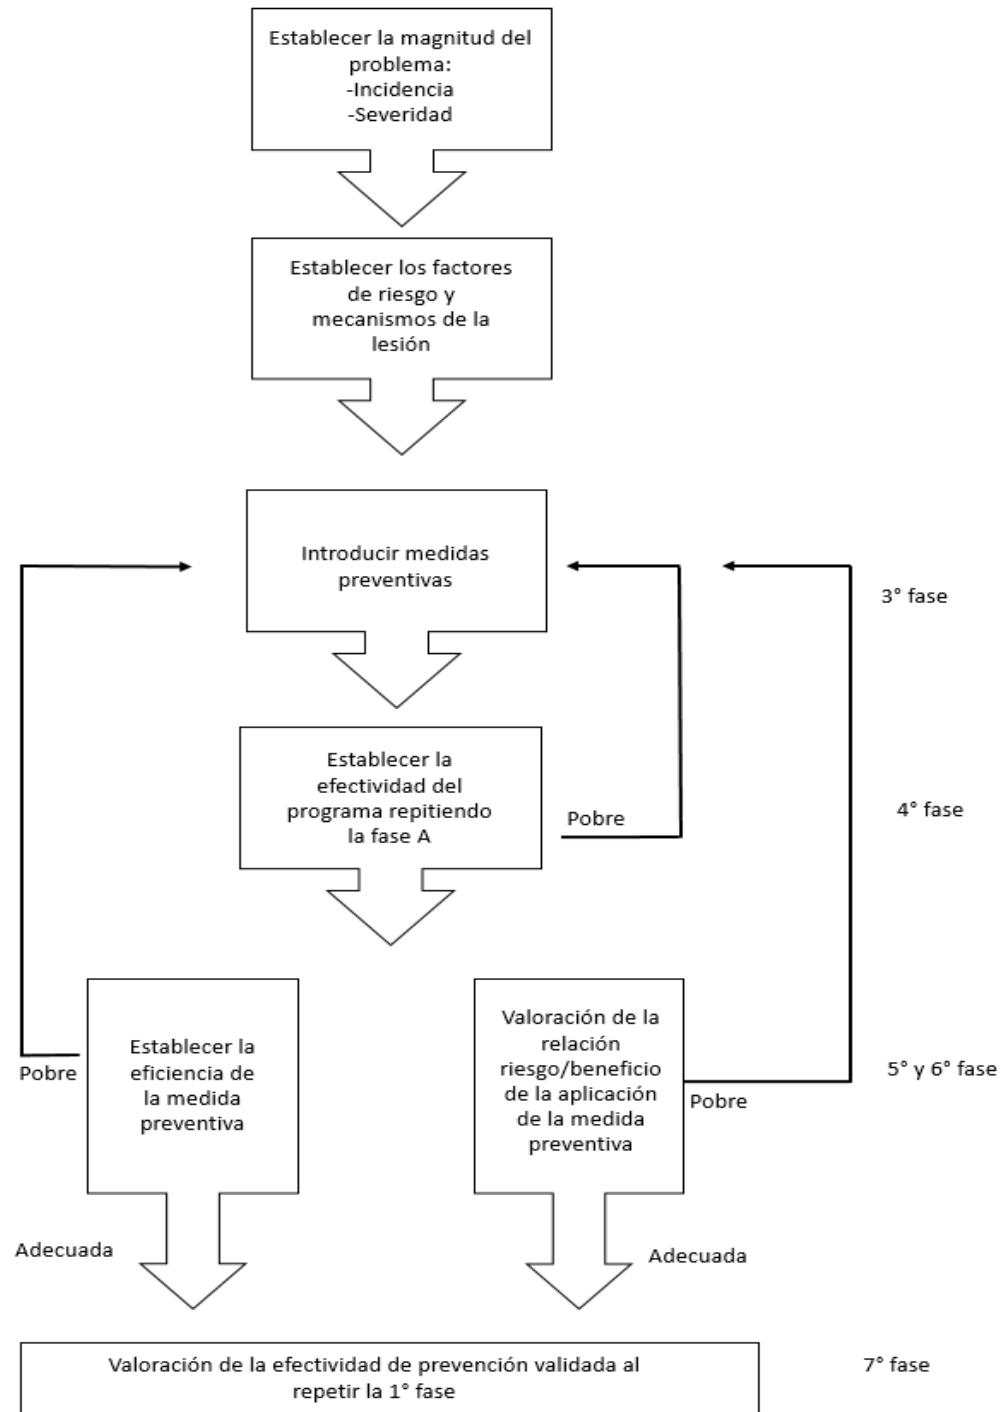 Establecer la magnitud del
problema:
-Incidencia
-Severidad
Establecer los factores
de riesgo y
mecanismos de la
lesión
Introducir medidas
preventivas
3° fase
Establecer la
efectividad del
programa repitiendo
la fase A
Pobre
4° fase
Establecer la
eficiencia de
la medida
preventiva
Pobre
Valoración de la
relación
riesgo/beneficio
de la aplicación
de la medida
preventiva
Pobre
5° y 6° fase
Adecuada
Adecuada
Valoración de la efectividad de prevención validada al
repetir la 1° fase
7° fase